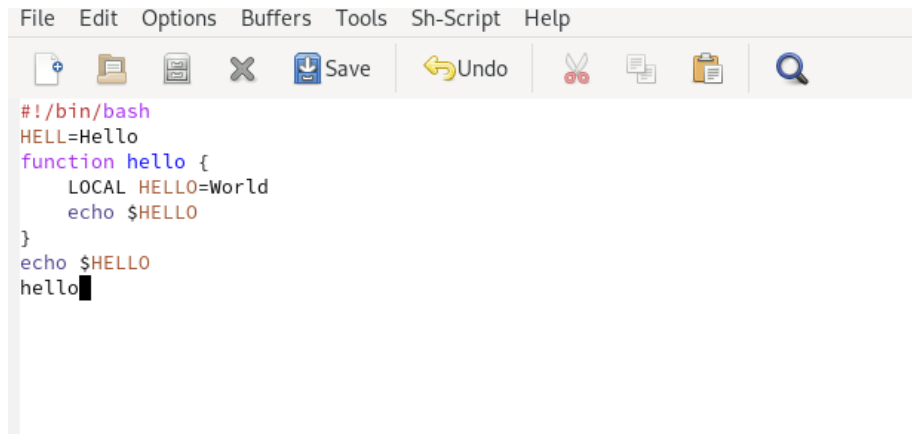 File Edit Options Buffers Tools Sh-Script Help
Save Undo
#!/bin/bash
HELL=Hello
function hello {
    LOCAL HELLO=World
    echo $HELLO
}
echo $HELLO
hello